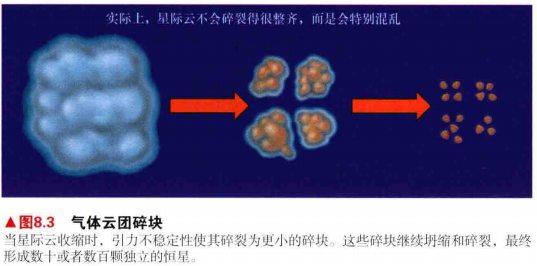 实际上，星际云不会碎裂得很整齐，而是会特别混乱
▲图8.3 气体云团碎块
当星际云收缩时，引力不稳定性使其碎裂为更小的碎块。这些碎块继续坍缩和碎裂，最终
形成数十或者数百颗独立的恒星。